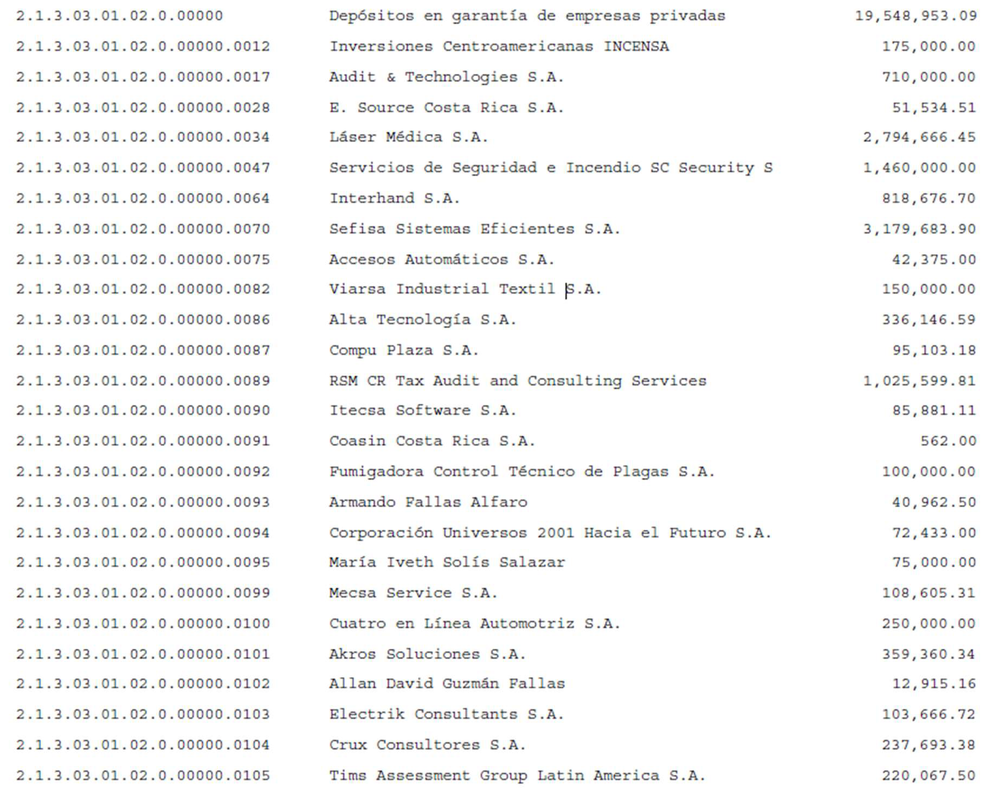 2.1.3.03.01.02.0.00000 Depósitos en garantía de empresas privadas 19,548,953.09
2.1.3.03.01.02.0.00000.0012 Inversiones Centroamericanas INCENSA 175,000.00
2.1.3.03.01.02.0.00000.0017 Audit & Technologies S.A. 710,000.00
2.1.3.03.01.02.0.00000.0028 E. Source Costa Rica S.A. 51,534.51
2.1.3.03.01.02.0.00000.0034 Láser Médica S.A. 2,794,666.45
2.1.3.03.01.02.0.00000.0047 Servicios de Seguridad e Incendio SC Security S 1,460,000.00
2.1.3.03.01.02.0.00000.0064 Interhand S.A. 818,676.70
2.1.3.03.01.02.0.00000.0070 Sefisa Sistemas Eficientes S.A. 3,179,683.90
2.1.3.03.01.02.0.00000.0075 Accesos Automáticos S.A. 42,375.00
2.1.3.03.01.02.0.00000.0082 Viarsa Industrial Textil S.A. 150,000.00
2.1.3.03.01.02.0.00000.0086 Alta Tecnología S.A. 336,146.59
2.1.3.03.01.02.0.00000.0087 Compu Plaza S.A. 95,103.18
2.1.3.03.01.02.0.00000.0089 RSM CR Tax Audit and Consulting Services 1,025,599.81
2.1.3.03.01.02.0.00000.0090 Itecsa Software S.A. 85,881.11
2.1.3.03.01.02.0.00000.0091 Coasin Costa Rica S.A. 562.00
2.1.3.03.01.02.0.00000.0092 Fumigadora Control Técnico de Plagas S.A. 100,000.00
2.1.3.03.01.02.0.00000.0093 Armando Fallas Alfaro 40,962.50
2.1.3.03.01.02.0.00000.0094 Corporación Universos 2001 Hacia el Futuro S.A. 72,433.00
2.1.3.03.01.02.0.00000.0095 María Iveth Solís Salazar 75,000.00
2.1.3.03.01.02.0.00000.0099 Mecsa Service S.A. 108,605.31
2.1.3.03.01.02.0.00000.0100 Cuatro en Línea Automotriz S.A. 250,000.00
2.1.3.03.01.02.0.00000.0101 Akros Soluciones S.A. 359,360.34
2.1.3.03.01.02.0.00000.0102 Allan David Guzmán Fallas 12,915.16
2.1.3.03.01.02.0.00000.0103 Electrik Consultants S.A. 103,666.72
2.1.3.03.01.02.0.00000.0104 Crux Consultores S.A. 237,693.38
2.1.3.03.01.02.0.00000.0105 Tims Assessment Group Latin America S.A. 220,067.50